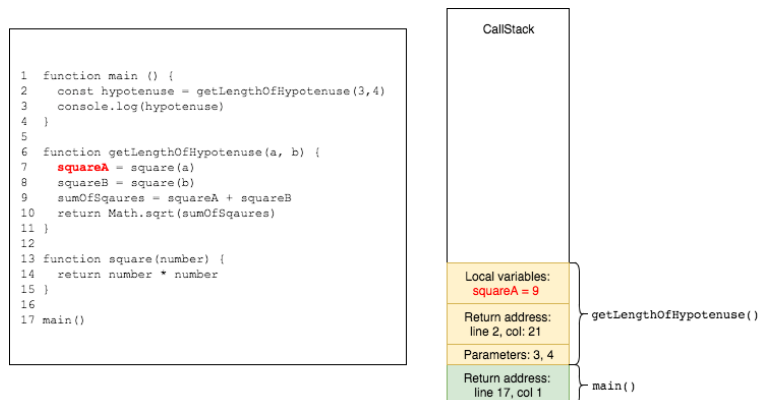 1 function main () {
2 const hypotenuse = getLengthOfHypotenuse(3,4)
3 console.log(hypotenuse)
4 }
5
6 function getLengthOfHypotenuse(a, b) {
7 squareA = square(a)
8 squareB = square(b)
9 sumOfSqaures = squareA + squareB
10 return Math.sqrt(sumOfSqaures)
11 }
12
13 function square(number) {
14 return number * number
15 }
16
17 main()
CallStack
Local variables:
squareA = 9
Return address:
line 2, col: 21
Parameters: 3, 4
getLengthOfHypotenuse()
Return address:
line 17, col 1
main()